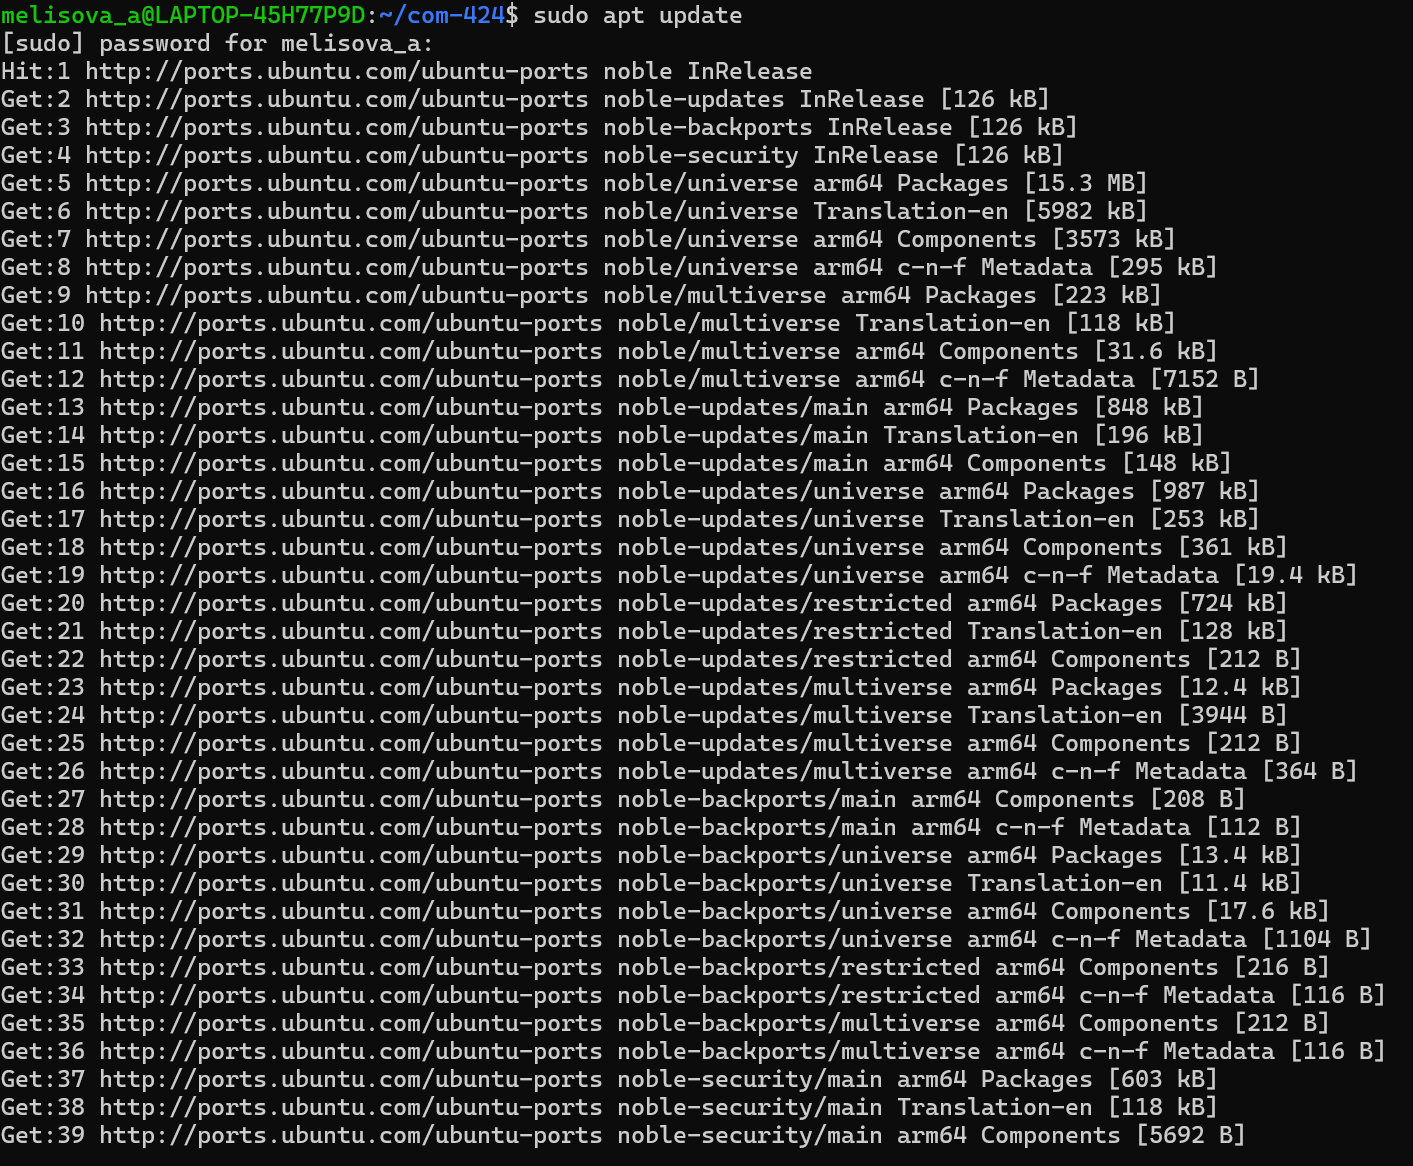 melisova_a@LAPTOP-45H77P9D:~/com-424$ sudo apt update
[sudo] password for melisova_a:
Hit:1 http://ports.ubuntu.com/ubuntu-ports noble InRelease
Get:2 http://ports.ubuntu.com/ubuntu-ports noble-updates InRelease [126 kB]
Get:3 http://ports.ubuntu.com/ubuntu-ports noble-backports InRelease [126 kB]
Get:4 http://ports.ubuntu.com/ubuntu-ports noble-security InRelease [126 kB]
Get:5 http://ports.ubuntu.com/ubuntu-ports noble/universe arm64 Packages [15.3 MB]
Get:6 http://ports.ubuntu.com/ubuntu-ports noble/universe Translation-en [5982 kB]
Get:7 http://ports.ubuntu.com/ubuntu-ports noble/universe arm64 Components [3573 kB]
Get:8 http://ports.ubuntu.com/ubuntu-ports noble/universe arm64 c-n-f Metadata [295 kB]
Get:9 http://ports.ubuntu.com/ubuntu-ports noble/multiverse arm64 Packages [223 kB]
Get:10 http://ports.ubuntu.com/ubuntu-ports noble/multiverse Translation-en [118 kB]
Get:11 http://ports.ubuntu.com/ubuntu-ports noble/multiverse arm64 Components [31.6 kB]
Get:12 http://ports.ubuntu.com/ubuntu-ports noble/multiverse arm64 c-n-f Metadata [7152 B]
Get:13 http://ports.ubuntu.com/ubuntu-ports noble-updates/main arm64 Packages [848 kB]
Get:14 http://ports.ubuntu.com/ubuntu-ports noble-updates/main Translation-en [196 kB]
Get:15 http://ports.ubuntu.com/ubuntu-ports noble-updates/main arm64 Components [148 kB]
Get:16 http://ports.ubuntu.com/ubuntu-ports noble-updates/universe arm64 Packages [987 kB]
Get:17 http://ports.ubuntu.com/ubuntu-ports noble-updates/universe Translation-en [253 kB]
Get:18 http://ports.ubuntu.com/ubuntu-ports noble-updates/universe arm64 Components [361 kB]
Get:19 http://ports.ubuntu.com/ubuntu-ports noble-updates/universe arm64 c-n-f Metadata [19.4 kB]
Get:20 http://ports.ubuntu.com/ubuntu-ports noble-updates/restricted arm64 Packages [724 kB]
Get:21 http://ports.ubuntu.com/ubuntu-ports noble-updates/restricted Translation-en [128 kB]
Get:22 http://ports.ubuntu.com/ubuntu-ports noble-updates/restricted arm64 Components [212 B]
Get:23 http://ports.ubuntu.com/ubuntu-ports noble-updates/multiverse arm64 Packages [12.4 kB]
Get:24 http://ports.ubuntu.com/ubuntu-ports noble-updates/multiverse Translation-en [3944 B]
Get:25 http://ports.ubuntu.com/ubuntu-ports noble-updates/multiverse arm64 Components [212 B]
Get:26 http://ports.ubuntu.com/ubuntu-ports noble-updates/multiverse arm64 c-n-f Metadata [364 B]
Get:27 http://ports.ubuntu.com/ubuntu-ports noble-backports/main arm64 Components [208 B]
Get:28 http://ports.ubuntu.com/ubuntu-ports noble-backports/main arm64 c-n-f Metadata [112 B]
Get:29 http://ports.ubuntu.com/ubuntu-ports noble-backports/universe arm64 Packages [13.4 kB]
Get:30 http://ports.ubuntu.com/ubuntu-ports noble-backports/universe Translation-en [11.4 kB]
Get:31 http://ports.ubuntu.com/ubuntu-ports noble-backports/universe arm64 Components [17.6 kB]
Get:32 http://ports.ubuntu.com/ubuntu-ports noble-backports/universe arm64 c-n-f Metadata [1104 B]
Get:33 http://ports.ubuntu.com/ubuntu-ports noble-backports/restricted arm64 Components [216 B]
Get:34 http://ports.ubuntu.com/ubuntu-ports noble-backports/restricted arm64 c-n-f Metadata [116 B]
Get:35 http://ports.ubuntu.com/ubuntu-ports noble-backports/multiverse arm64 Components [212 B]
Get:36 http://ports.ubuntu.com/ubuntu-ports noble-backports/multiverse arm64 c-n-f Metadata [116 B]
Get:37 http://ports.ubuntu.com/ubuntu-ports noble-security/main arm64 Packages [603 kB]
Get:38 http://ports.ubuntu.com/ubuntu-ports noble-security/main Translation-en [118 kB]
Get:39 http://ports.ubuntu.com/ubuntu-ports noble-security/main arm64 Components [5692 B]